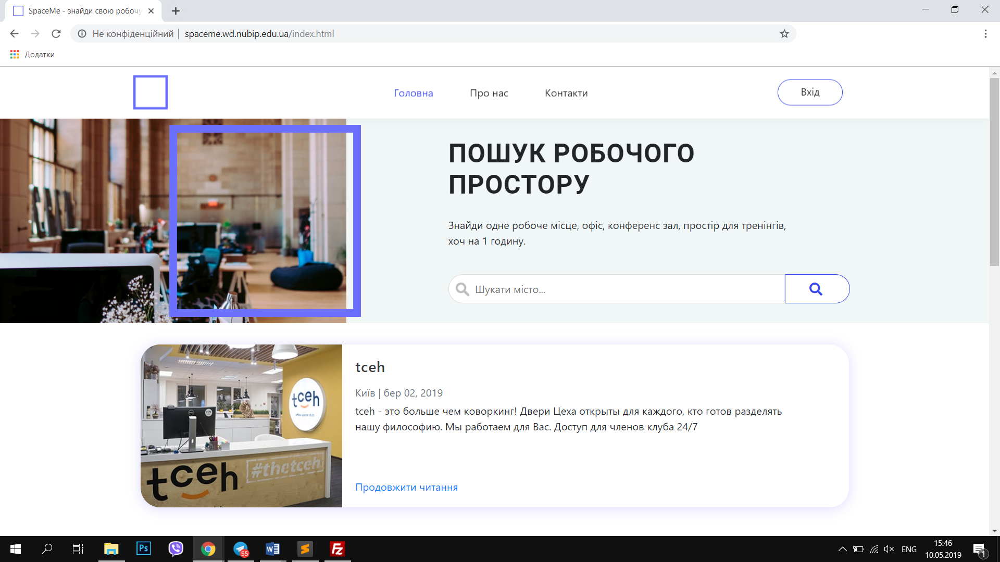 SpaceMe - знайди свою робочу
Не конфіденційний | spaceme.wd.nubip.edu.ua/index.html
Додатки
Головна Про нас Контакти Вхід
ПОШУК РОБОЧОГО
ПРОСТОРУ
Знайди одне робоче місце, офіс, конференс зал, простір для тренінгів,
хоч на 1 годину.
Шукати місто...
tceh
Київ | бер 02, 2019
tceh - это больше чем коворкинг! Двери Цеха открыты для каждого, кто готов разделять
нашу философию. Мы работаем для Вас. Доступ для членов клуба 24/7
Продовжити читання
tceh
tceh #thetceh
Ps
55
W
S
Fz
ENG
15:46
10.05.2019
1